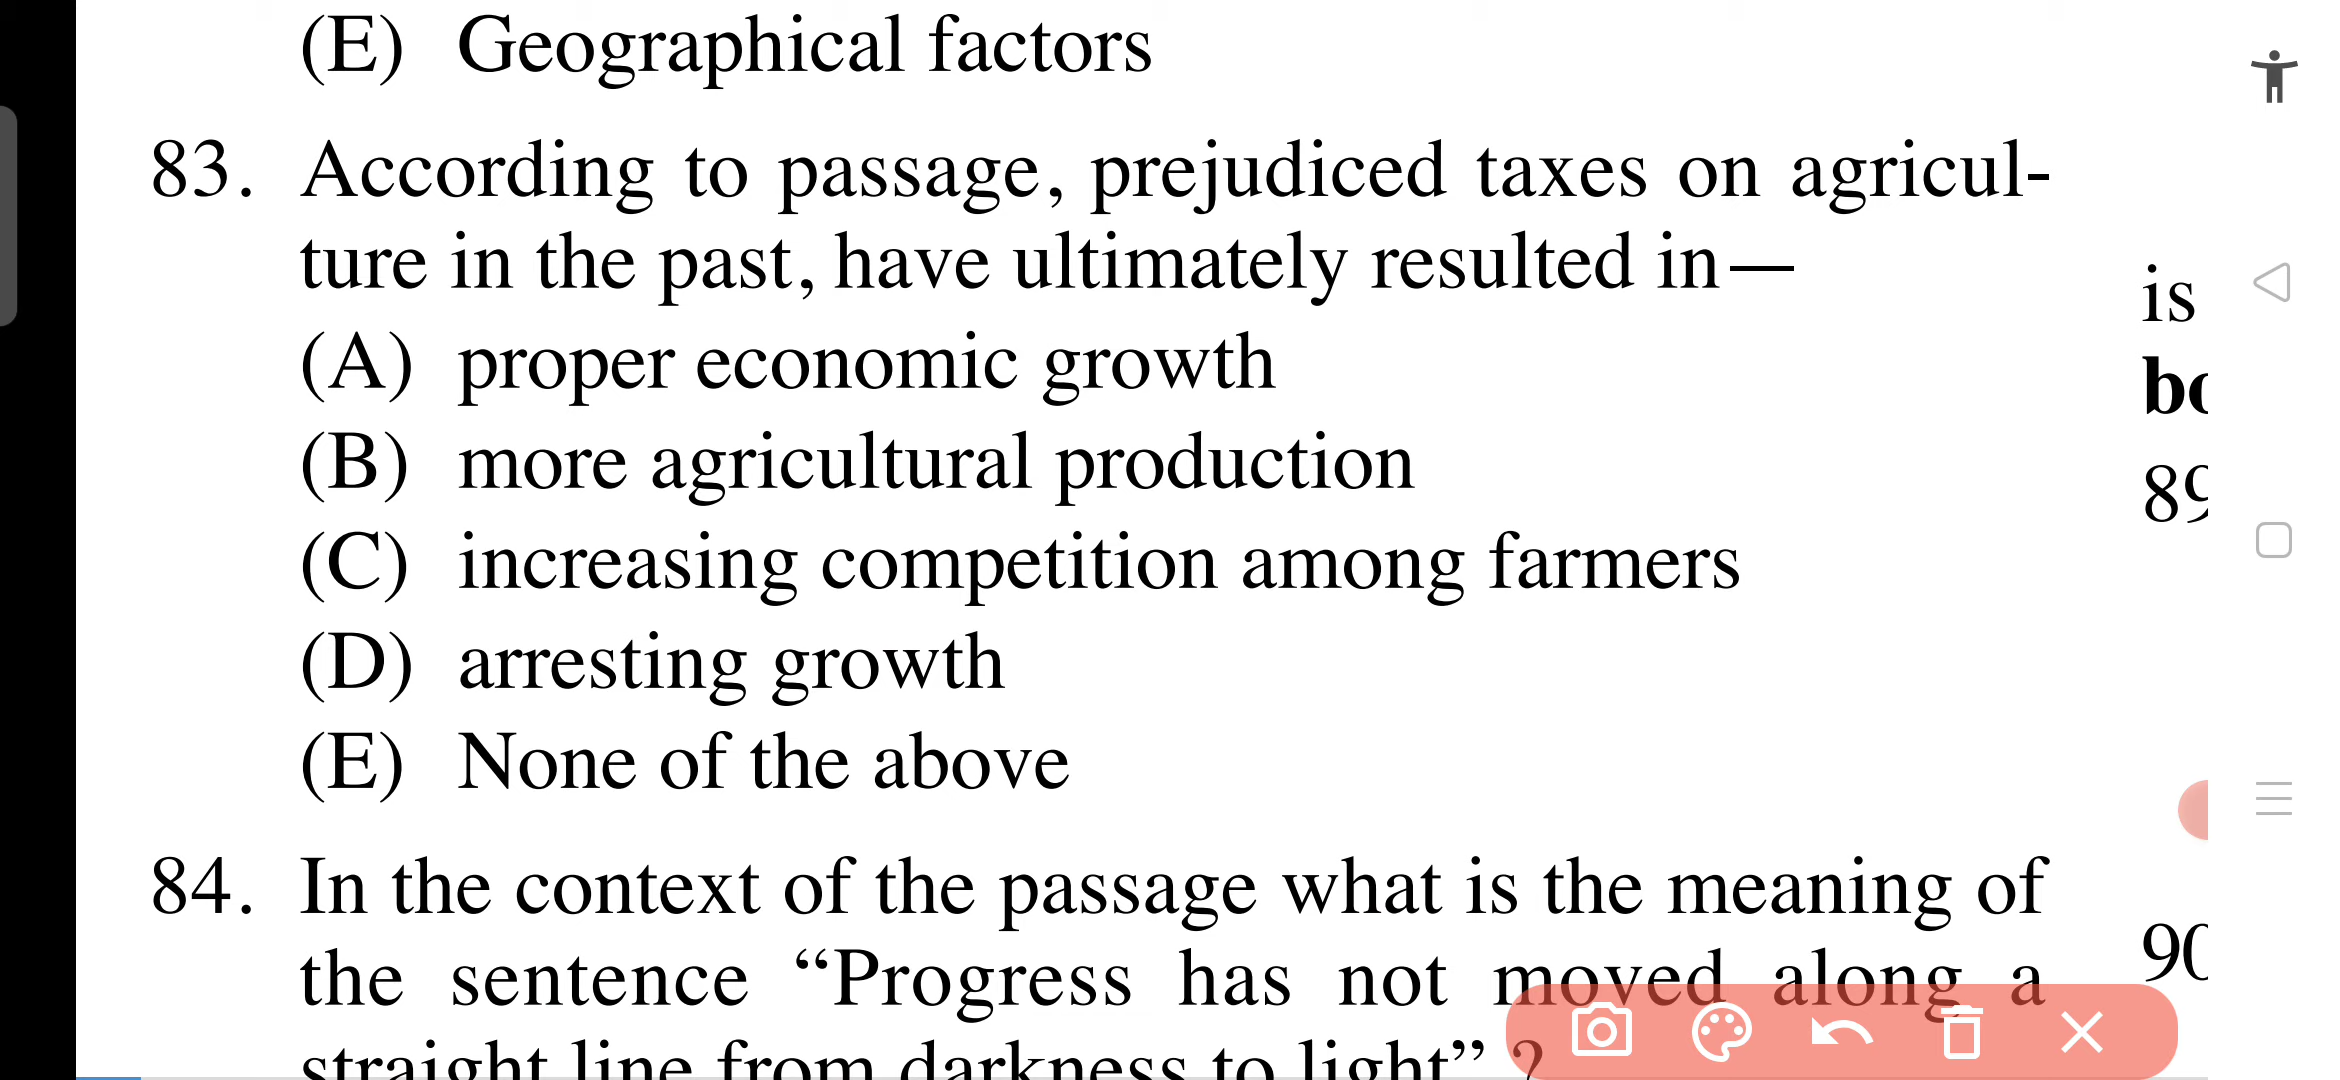 (E) Geographical factors
83. According to passage, prejudiced taxes on agricul-
ture in the past, have ultimately resulted in—
(A) proper economic growth
(B) more agricultural production
(C) increasing competition among farmers
(D) arresting growth
(E) None of the above
84. In the context of the passage what is the meaning of
the sentence “Progress has not moved along a
straight line from darkness to light” ?
is
89
90